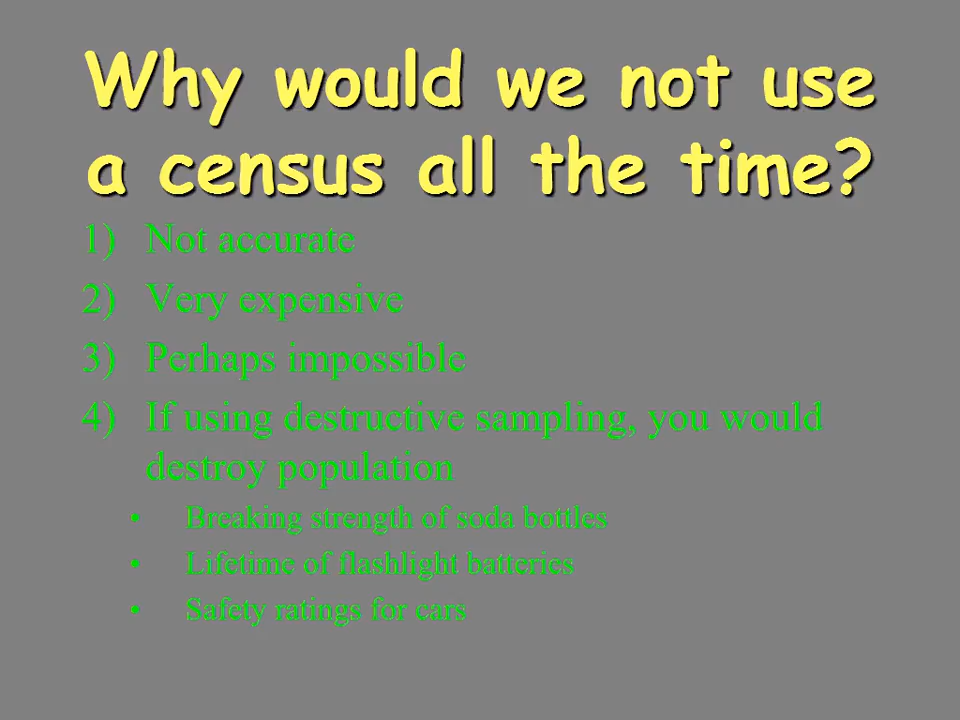 Why would we not use
a census all the time?
1) Not accurate
2) Very expensive
3) Perhaps impossible
4) If using destructive sampling, you would
destroy population
• Breaking strength of soda bottles
• Lifetime of flashlight batteries
• Safety ratings for cars